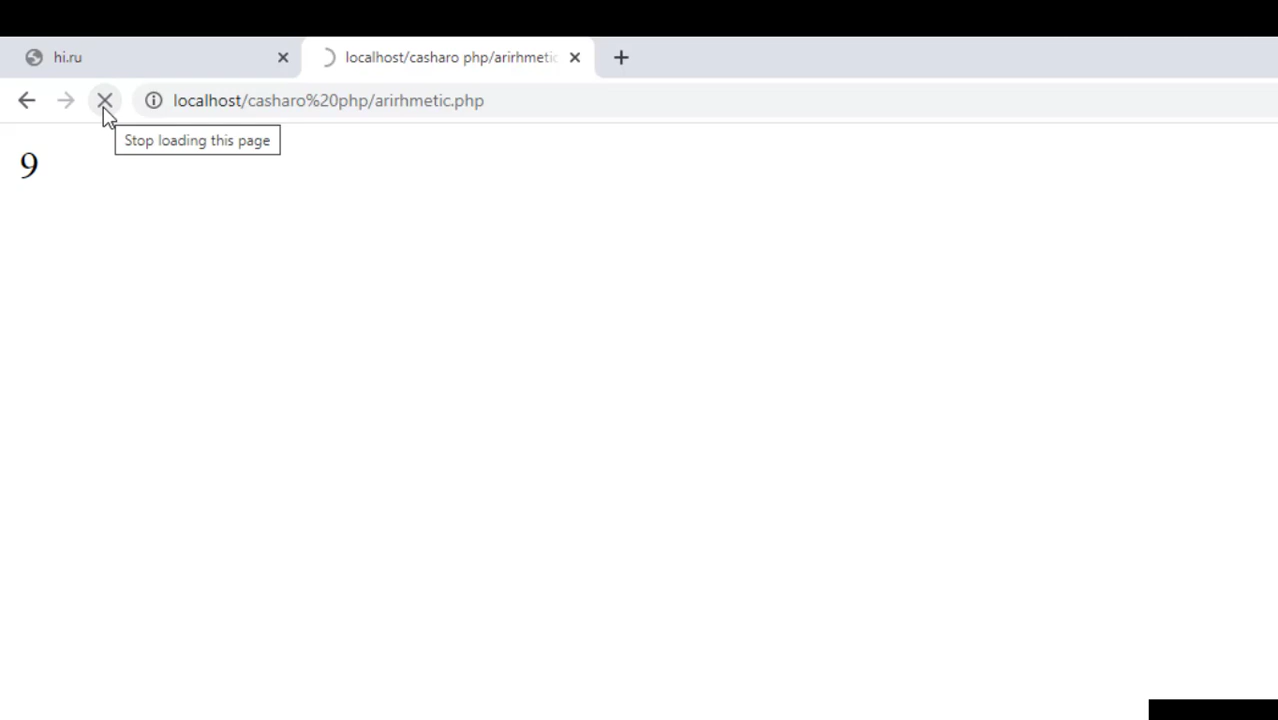 hi.ru
localhost/casharo php/arirhmetic
localhost/casharo%20php/arirhmetic.php
Stop loading this page
9